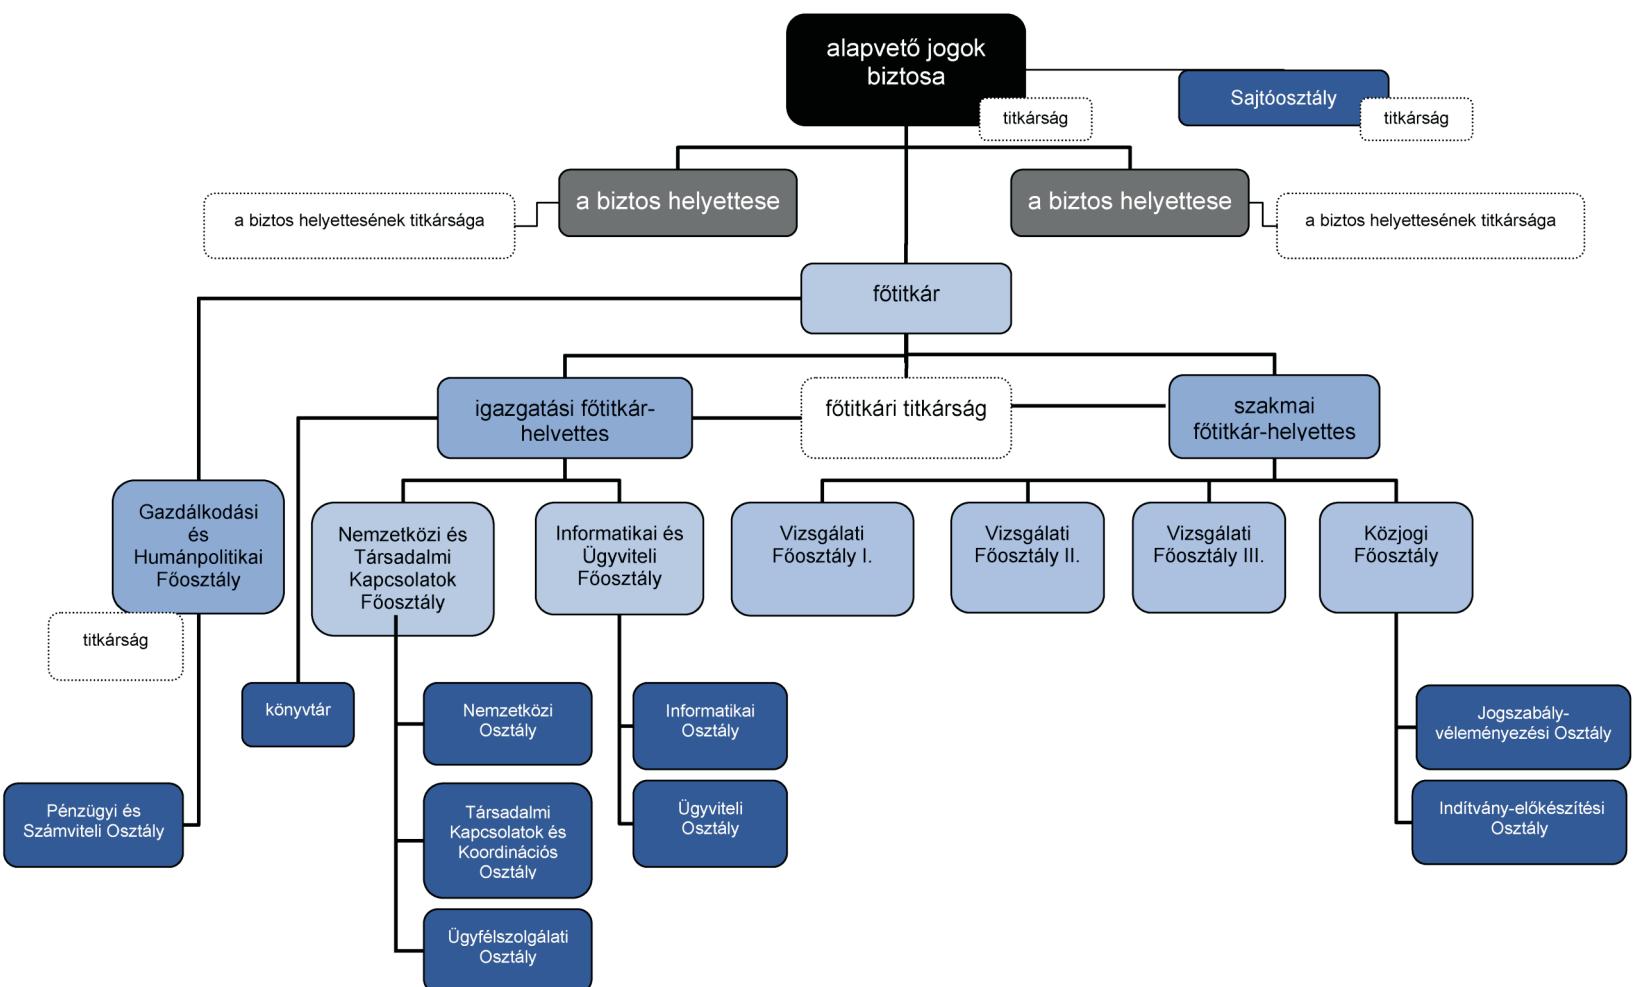 alapvető jogok
biztosa
titkárság
Sajtóosztály
titkárság
a biztos helyettesének titkársága
a biztos helyettese
a biztos helyettese
a biztos helyettesének titkársága
főtitkár
igazgatási főtitkár-
helyettes
főtitkári titkárság
szakmai
főtitkár-helyettes
Gazdálkodási
és
Humánpolitikai
Főosztály
titkárság
Nemzetközi és
Társadalmi
Kapcsolatok
Főosztály
Informatikai és
Ügyviteli
Főosztály
Vizsgálati
Főosztály I.
Vizsgálati
Főosztály II.
Vizsgálati
Főosztály III.
Közjogi
Főosztály
könyvtár
Nemzetközi
Osztály
Informatikai
Osztály
Jogszabály-
véleményezési Osztály
Pénzügyi és
Számviteli Osztály
Társadalmi
Kapcsolatok és
Koordinációs
Osztály
Ügyviteli
Osztály
Indítvány-előkészítési
Osztály
Ügyfélszolgálati
Osztály